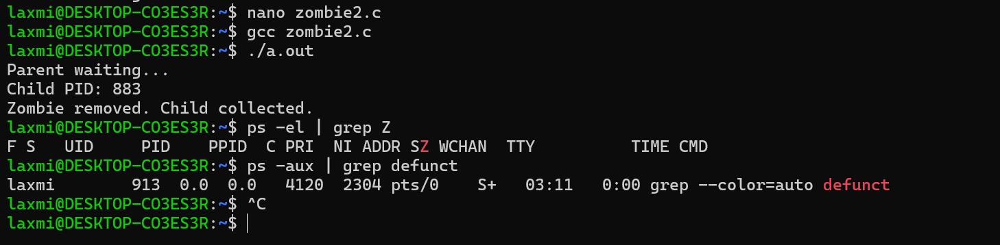 laxmi@DESKTOP-CO3ES3R:~$ nano zombie2.c
laxmi@DESKTOP-CO3ES3R:~$ gcc zombie2.c
laxmi@DESKTOP-CO3ES3R:~$ ./a.out
Parent waiting...
Child PID: 883
Zombie removed. Child collected.
laxmi@DESKTOP-CO3ES3R:~$ ps -el | grep Z
F S   UID     PID    PPID  C PRI  NI ADDR SZ WCHAN  TTY          TIME CMD
laxmi@DESKTOP-CO3ES3R:~$ ps -aux | grep defunct
laxmi        913  0.0  0.0   4120  2304 pts/0    S+   03:11   0:00 grep --color=auto defunct
laxmi@DESKTOP-CO3ES3R:~$ ^C
laxmi@DESKTOP-CO3ES3R:~$